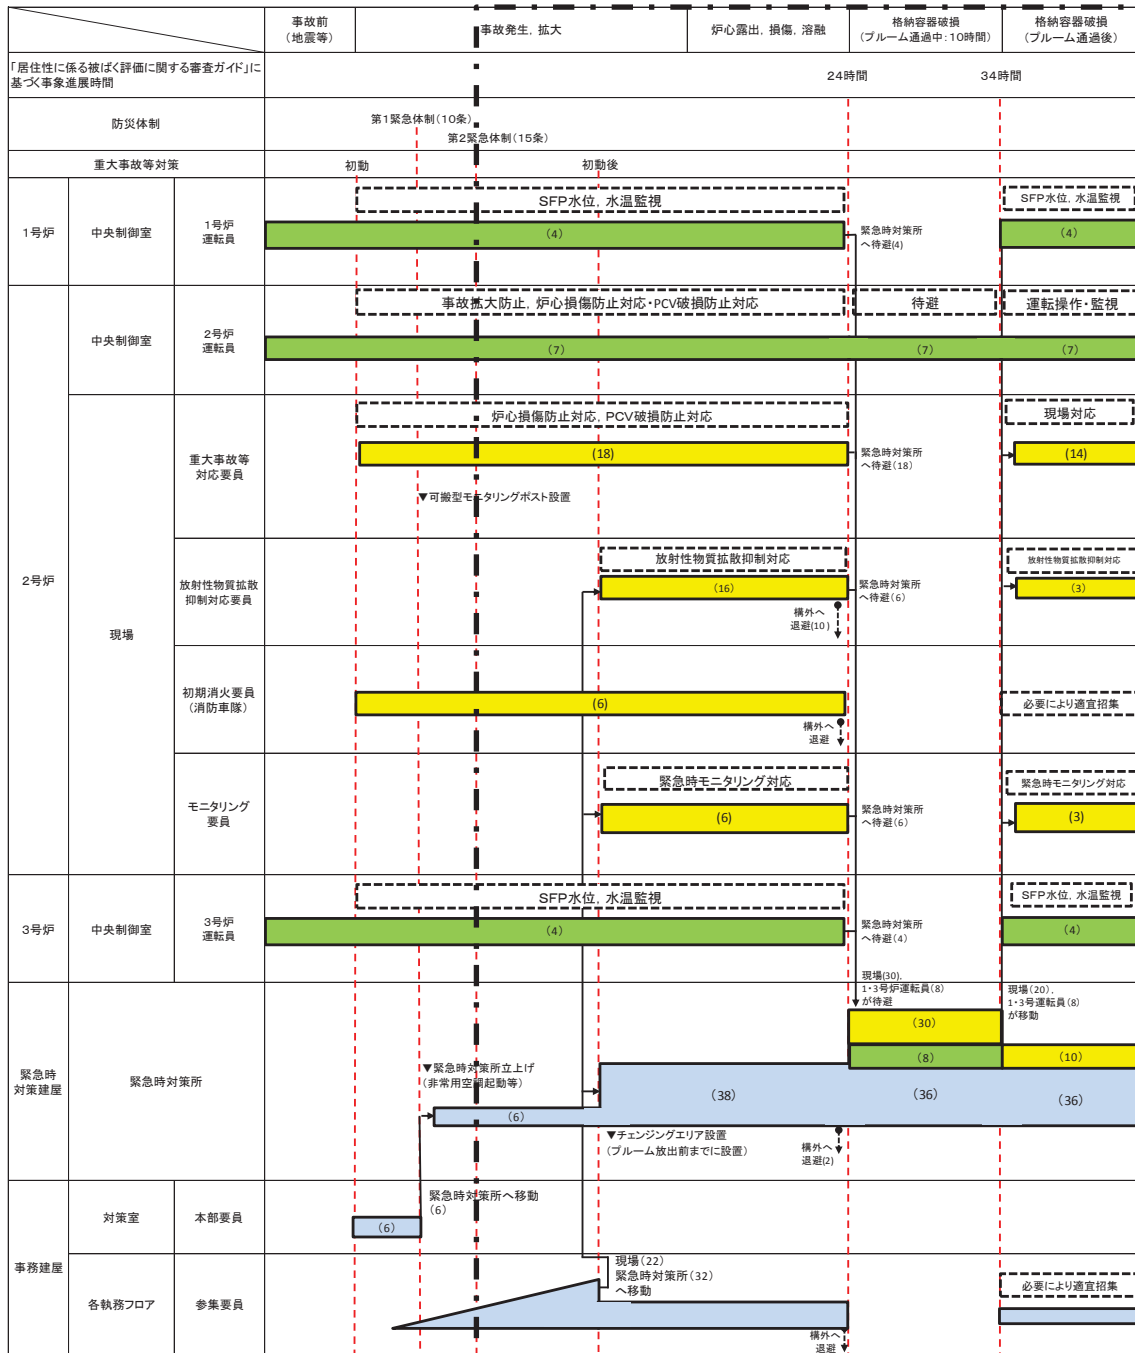 事故前
(地震等)
事故発生，拡大
炉心露出，損傷，溶融
格納容器破損
(プルーム通過中：10時間)
格納容器破損
(プルーム通過後)
「居住性に係る被ばく評価に関する審査ガイド」に
基づく事象進展時間
24時間
34時間
防災体制
第1緊急体制(10条)
第2緊急体制(15条)
重大事故等対策
初動
初動後
1号炉
中央制御室
1号炉
運転員
SFP水位，水温監視
(4)
緊急時対策所
へ待避(4)
SFP水位，水温監視
(4)
2号炉
中央制御室
2号炉
運転員
事故拡大防止，炉心損傷防止対応・PCV破損防止対応
待避
運転操作・監視
(7)
(7)
(7)
現場
重大事故等
対応要員
炉心損傷防止対応，PCV破損防止対応
(18)
緊急時対策所
へ待避(18)
現場対応
(14)
▼可搬型モニタリングポスト設置
放射性物質拡散
抑制対応要員
放射性物質拡散抑制対応
(16)
緊急時対策所
へ待避(6)
構外へ
退避(10)
放射性物質拡散抑制対応
(3)
初期消火要員
(消防車隊)
(6)
構外へ
退避
必要により適宜招集
モニタリング
要員
緊急時モニタリング対応
(6)
緊急時対策所
へ待避(6)
緊急時モニタリング対応
(3)
3号炉
中央制御室
3号炉
運転員
SFP水位，水温監視
(4)
緊急時対策所
へ待避(4)
SFP水位，水温監視
(4)
緊急時
対策建屋
緊急時対策所
現場(30)，
1・3号炉運転員(8)
が待避
現場(20)，
1・3号運転員(8)
が移動
(30)
(8)
(10)
▼緊急時対策所立上げ
(非常用空調起動等)
(6)
(38)
(36)
(36)
▼チェンジングエリア設置
(プルーム放出前までに設置)
構外へ
退避(2)
事務建屋
対策室
本部要員
緊急時対策所へ移動
(6)
(6)
各執務フロア
参集要員
現場(22)
緊急時対策所(32)
へ移動
構外へ
退避
必要により適宜招集